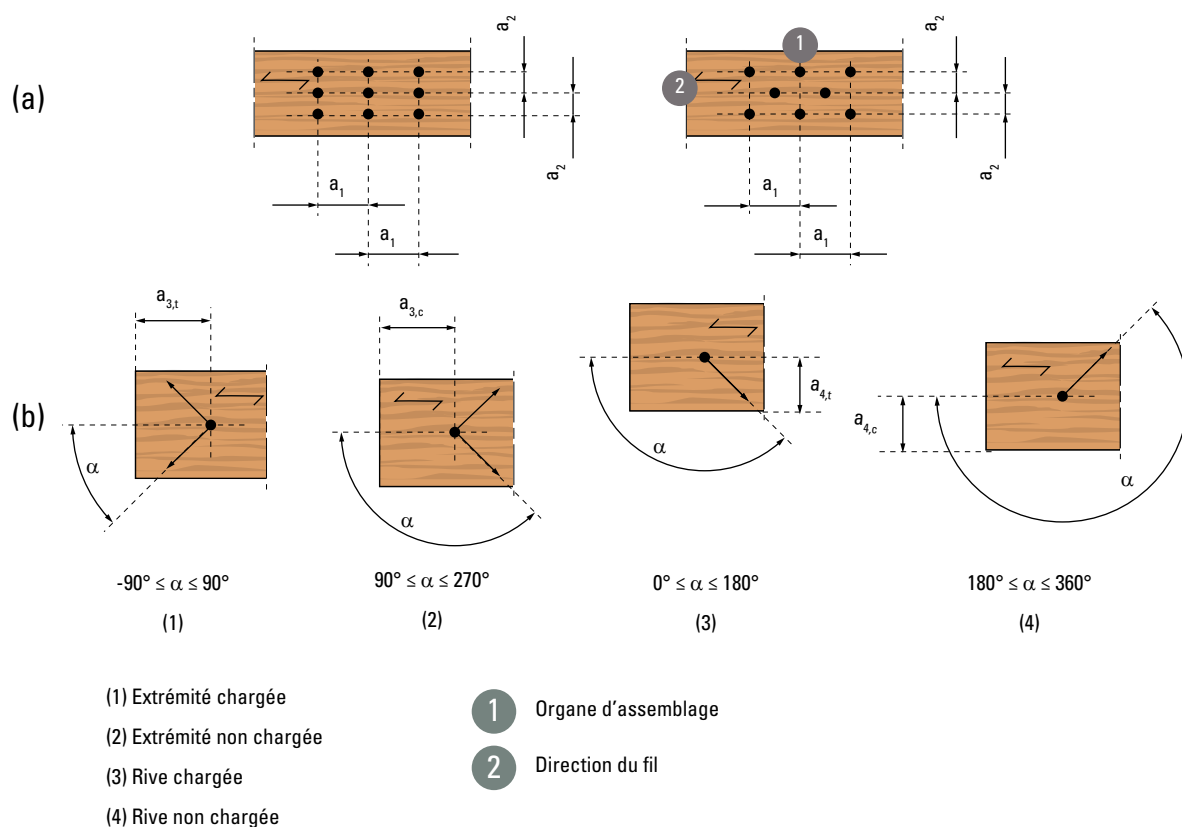 (a)
a2
a2
a1
a1
1
2
a2
a2
a1
a1
(b)
a3,t
α
a3,c
α
a4,t
α
a4,c
α
-90° ≤ α ≤ 90°
90° ≤ α ≤ 270°
0° ≤ α ≤ 180°
180° ≤ α ≤ 360°
(1)
(2)
(3)
(4)
(1) Extrémité chargée
(2) Extrémité non chargée
(3) Rive chargée
(4) Rive non chargée
1 Organe d'assemblage
2 Direction du fil